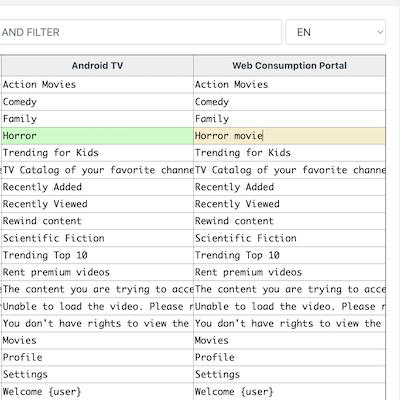 AND FILTER EN
Android TV Web Consumption Portal
Action Movies Action Movies
Comedy Comedy
Family Family
Horror Horror movie
Trending for Kids Trending for Kids
TV Catalog of your favorite channe TV Catalog of your favorite channe
Recently Added Recently Added
Recently Viewed Recently Viewed
Rewind content Rewind content
Scientific Fiction Scientific Fiction
Trending Top 10 Trending Top 10
Rent premium videos Rent premium videos
The content you are trying to acce The content you are trying to acce
Unable to load the video. Please r Unable to load the video. Please r
You don't have rights to view the You don't have rights to view the
Movies Movies
Profile Profile
Settings Settings
Welcome {user} Welcome {user}